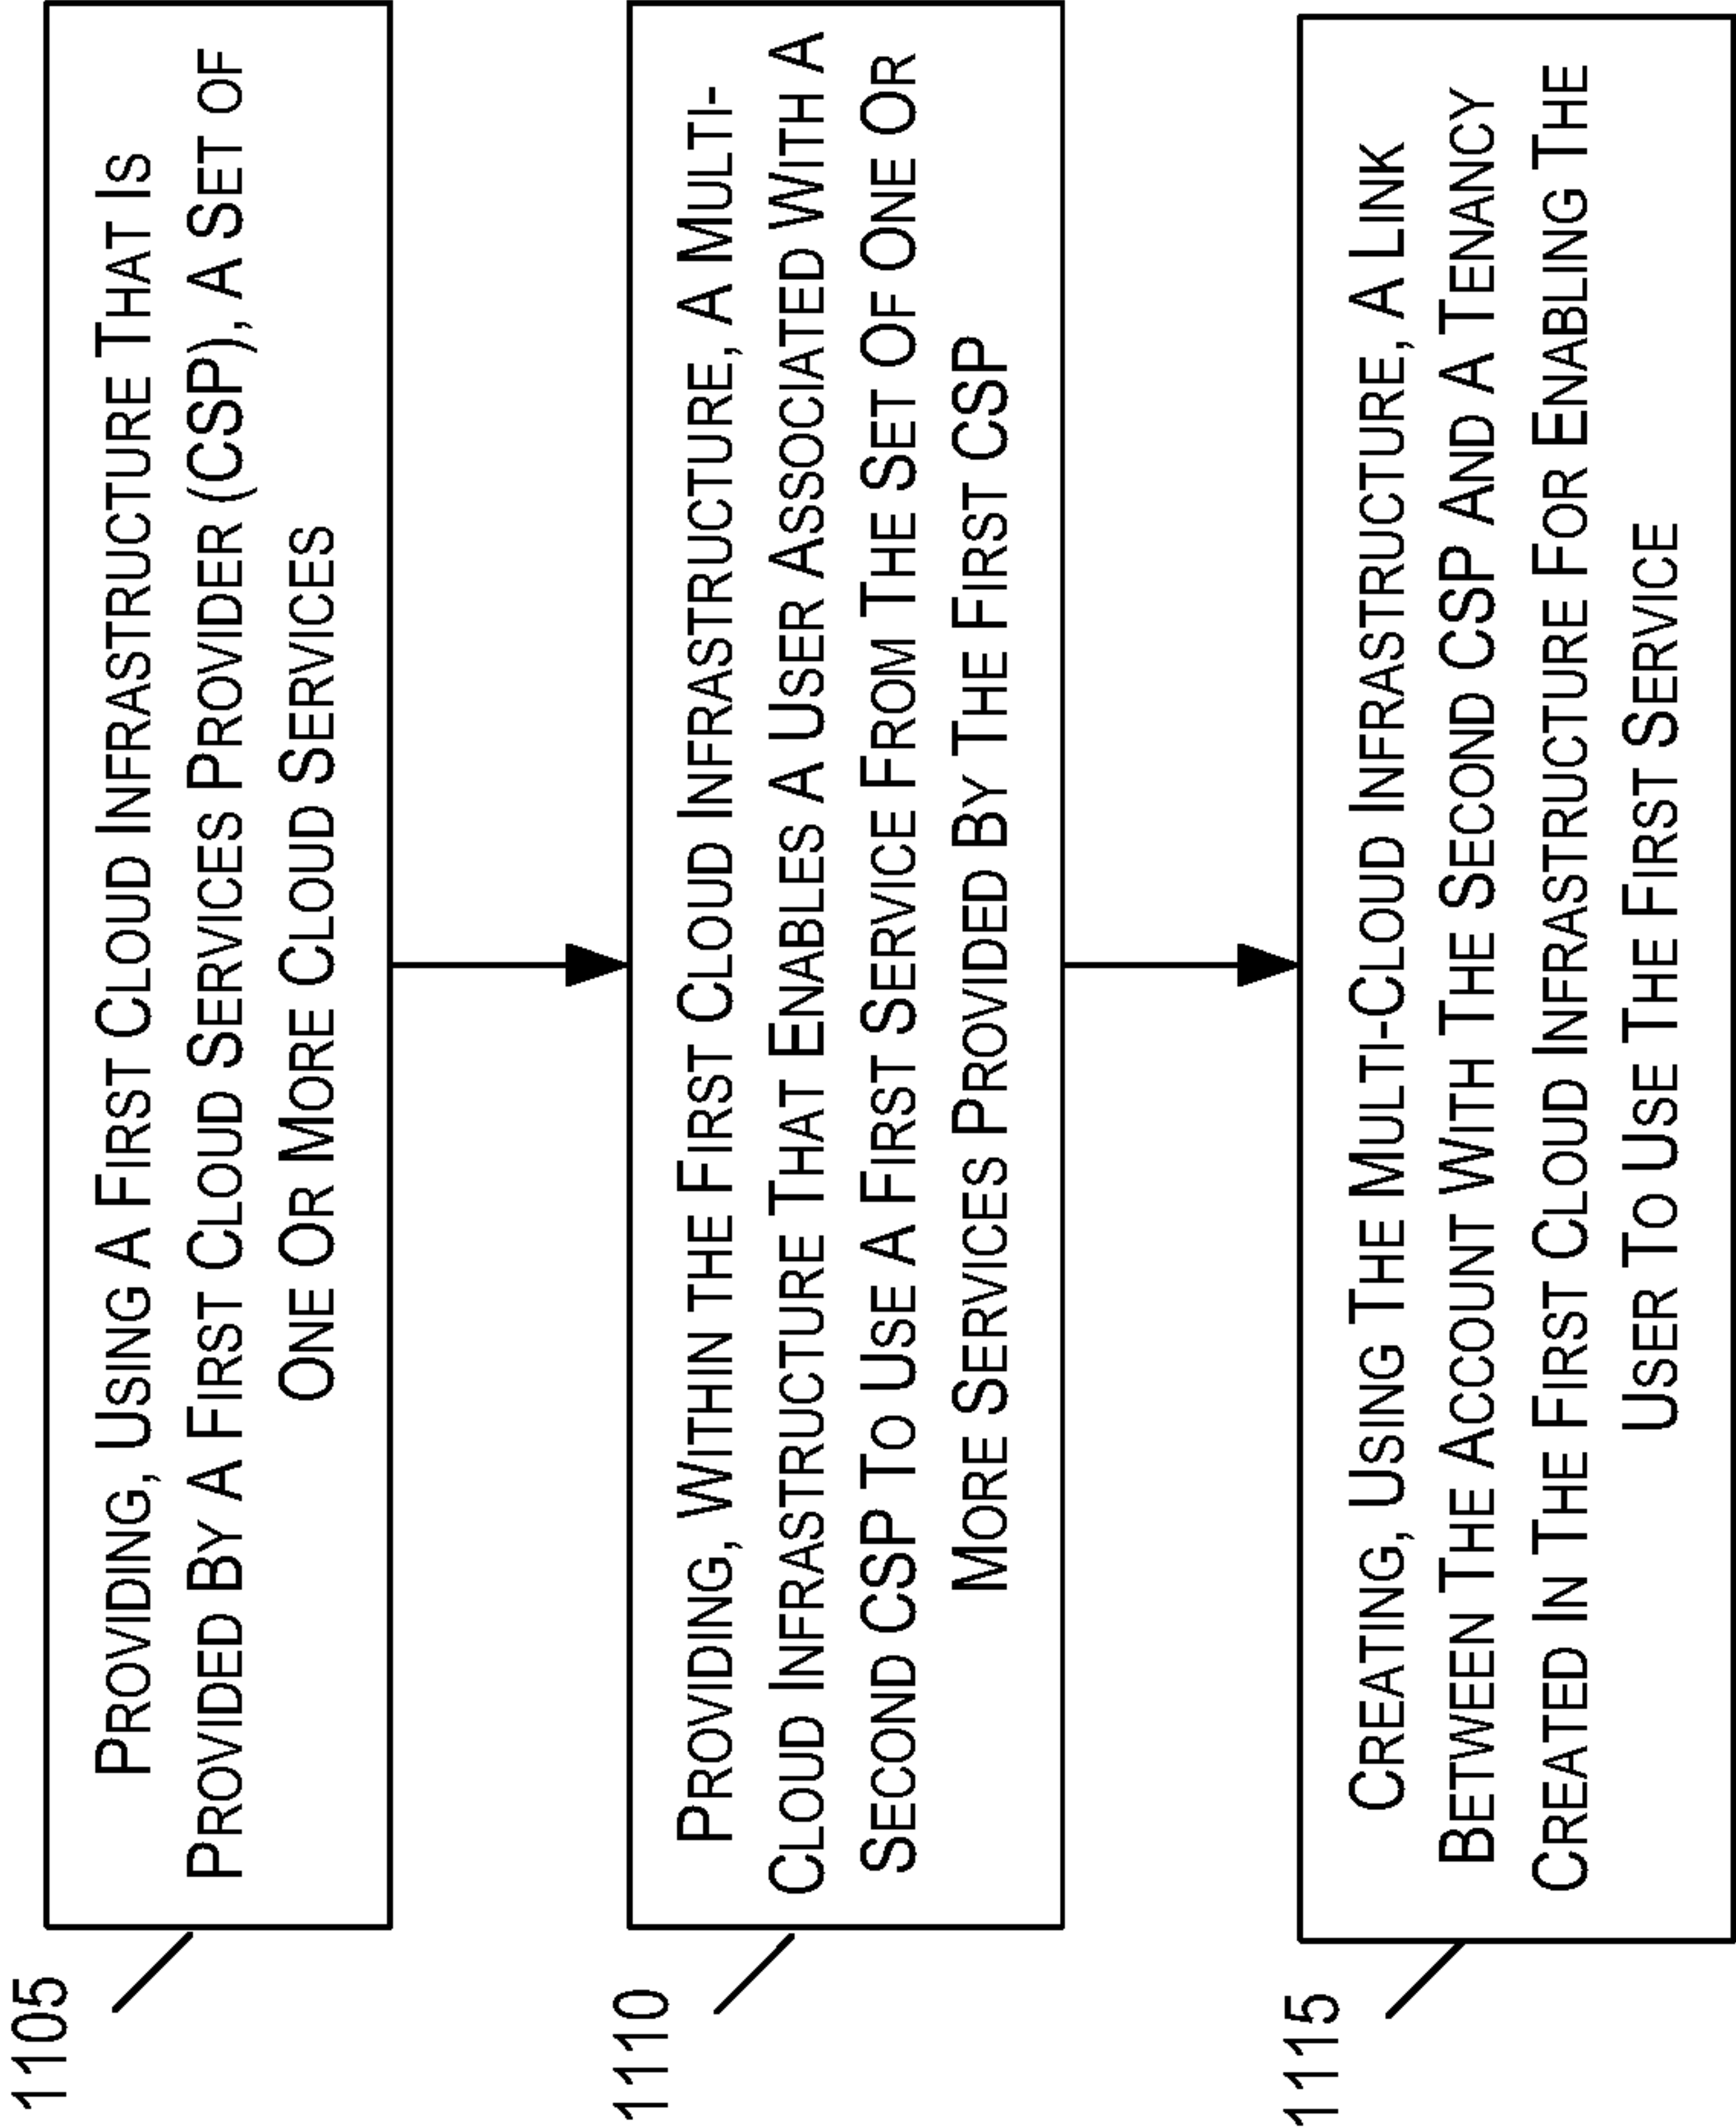 1105
PROVIDING, USING A FIRST CLOUD INFRASTRUCTURE THAT IS
PROVIDED BY A FIRST CLOUD SERVICES PROVIDER (CSP), A SET OF
ONE OR MORE CLOUD SERVICES
1110
PROVIDING, WITHIN THE FIRST CLOUD INFRASTRUCTURE, A MULTI-
CLOUD INFRASTRUCTURE THAT ENABLES A USER ASSOCIATED WITH A
SECOND CSP TO USE A FIRST SERVICE FROM THE SET OF ONE OR
MORE SERVICES PROVIDED BY THE FIRST CSP
1115
CREATING, USING THE MULTI-CLOUD INFRASTRUCTURE, A LINK
BETWEEN THE ACCOUNT WITH THE SECOND CSP AND A TENANCY
CREATED IN THE FIRST CLOUD INFRASTRUCTURE FOR ENABLING THE
USER TO USE THE FIRST SERVICE